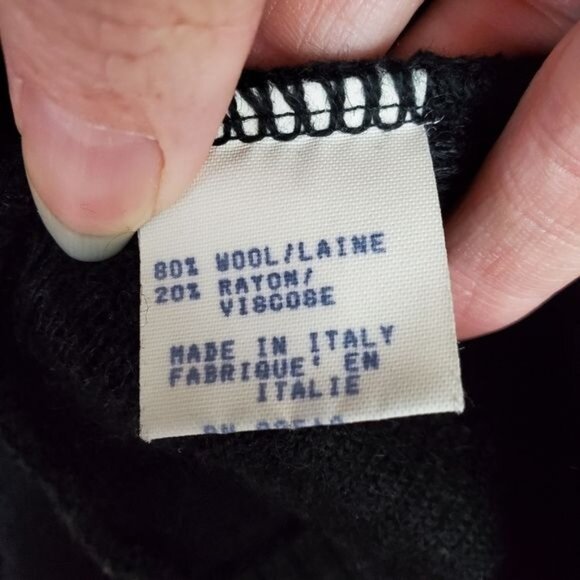 80% WOOL/LAINE
20% RAYON/
VISCOSE
MADE IN ITALY
FABRIQUE' EN
ITALIE